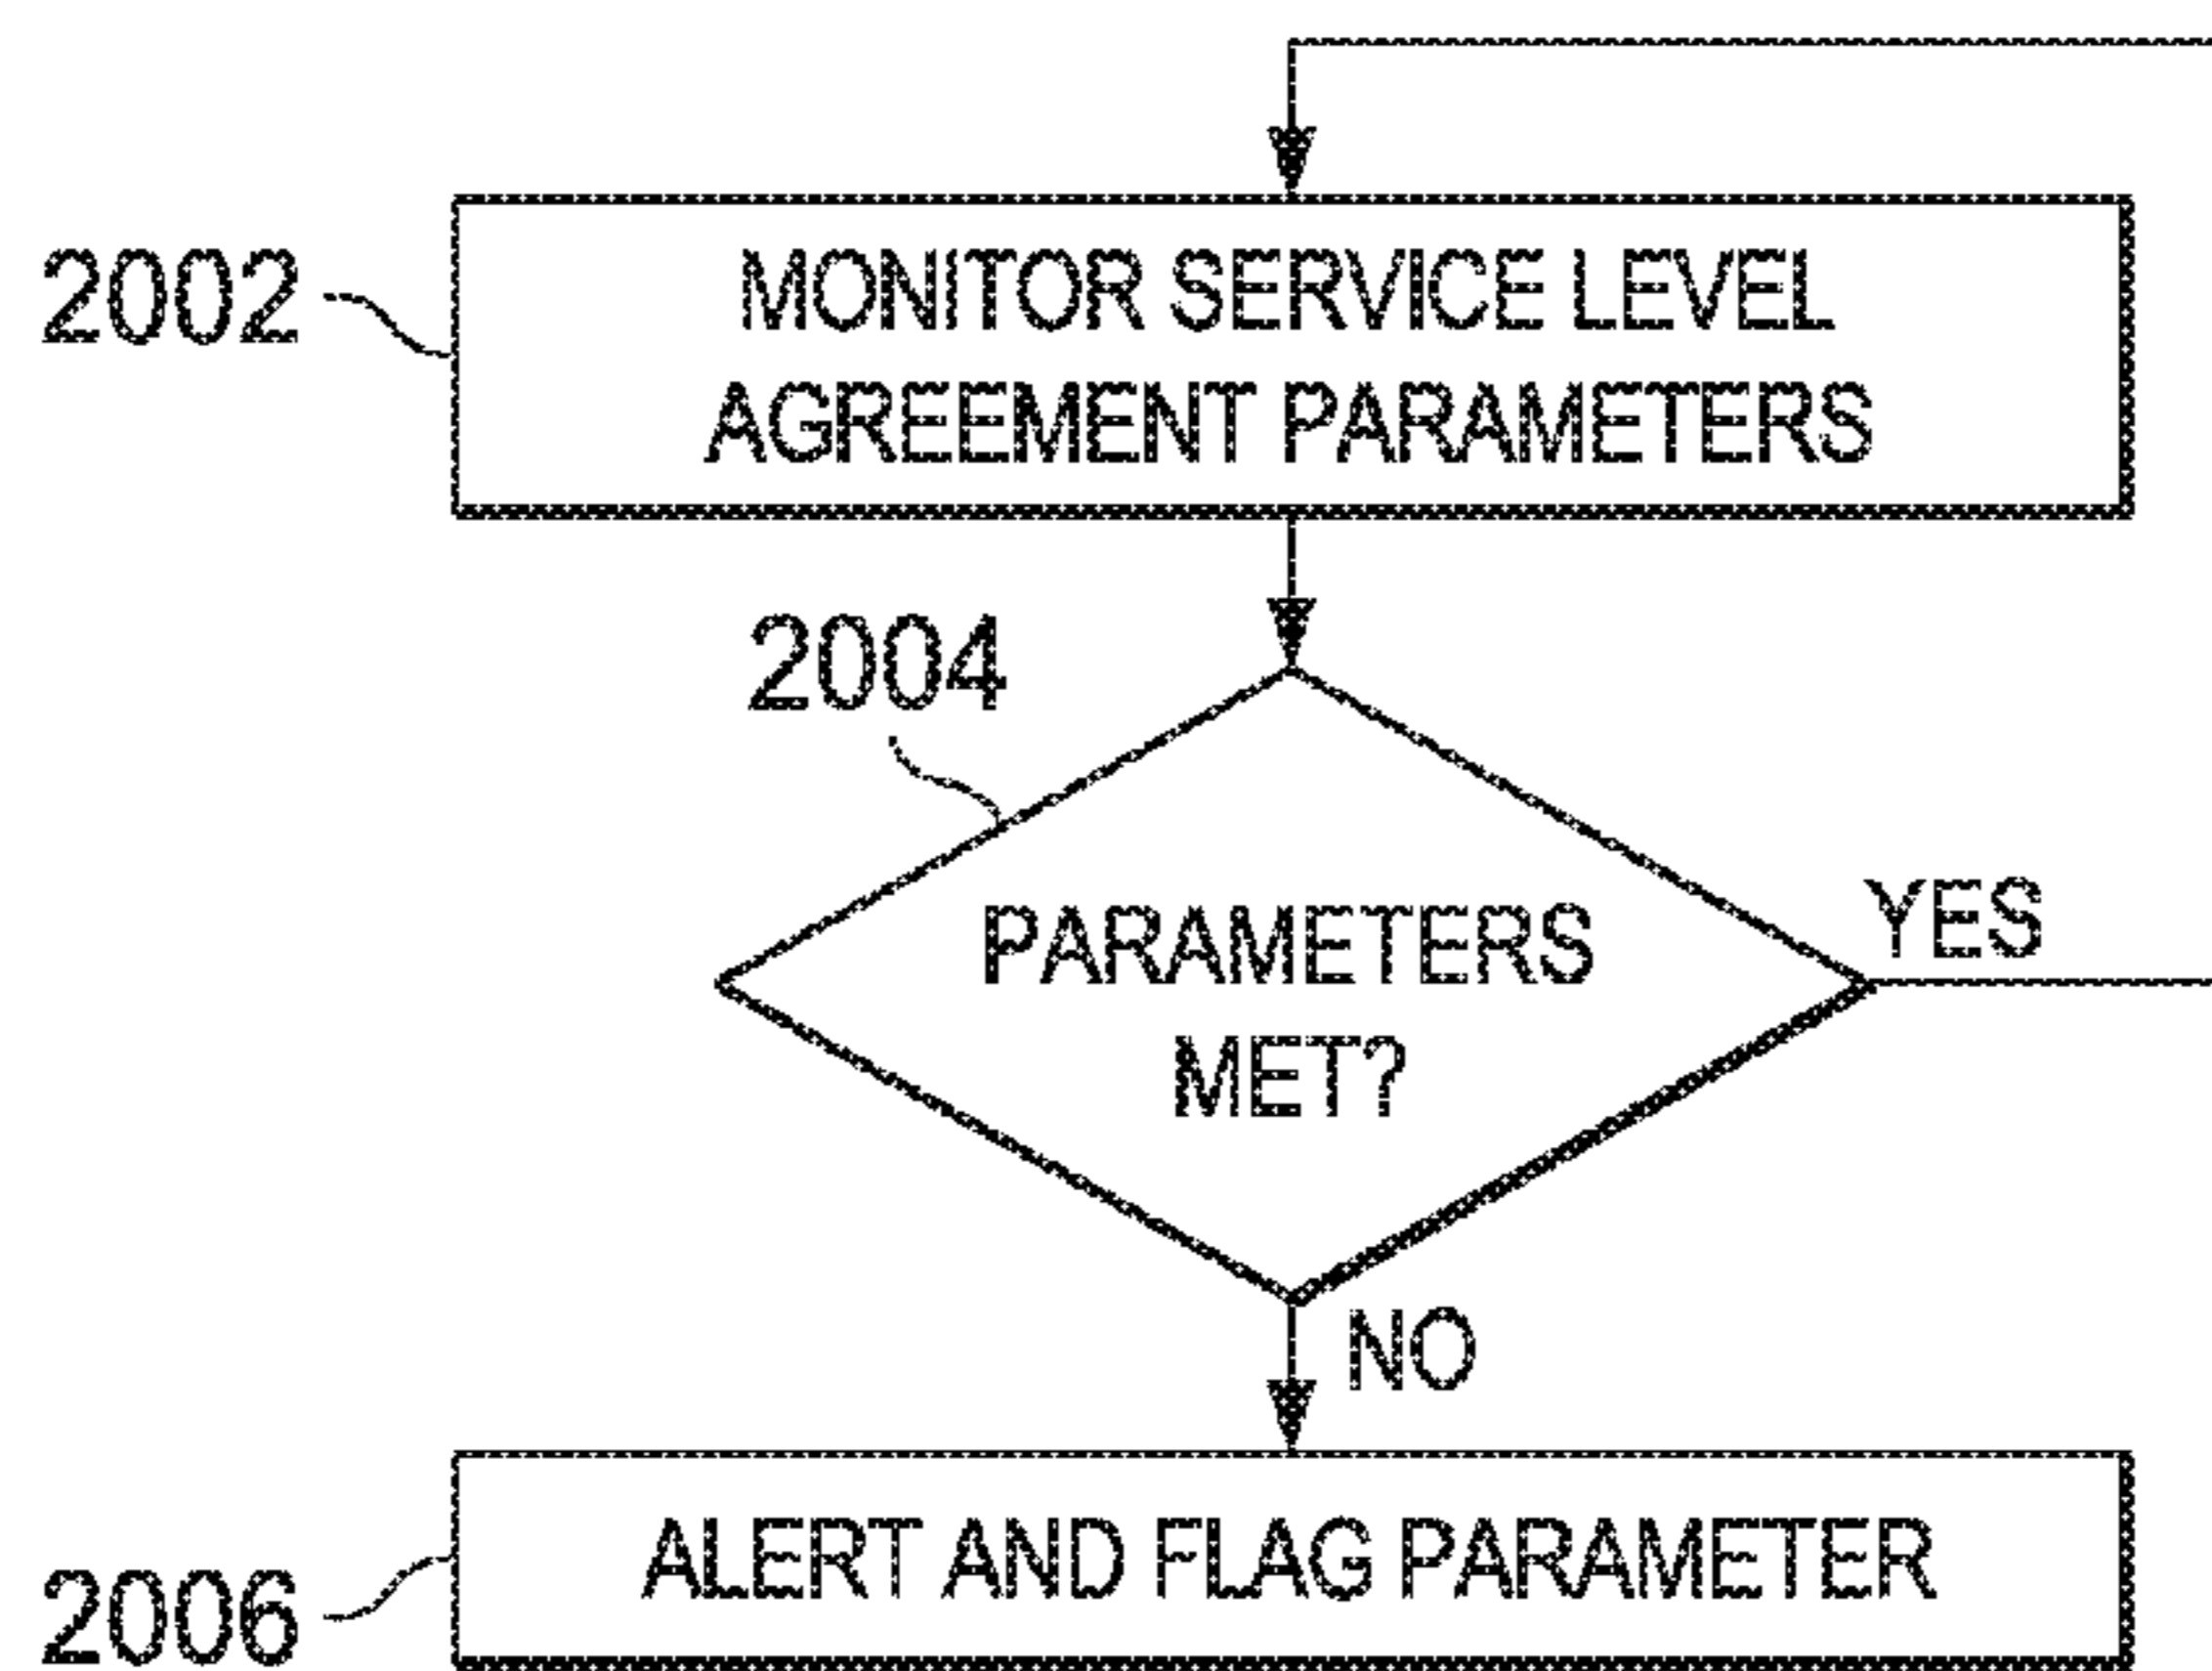 2002
MONITOR SERVICE LEVEL
AGREEMENT PARAMETERS
2004
PARAMETERS
MET?
YES
NO
ALERT AND FLAG PARAMETER
2006